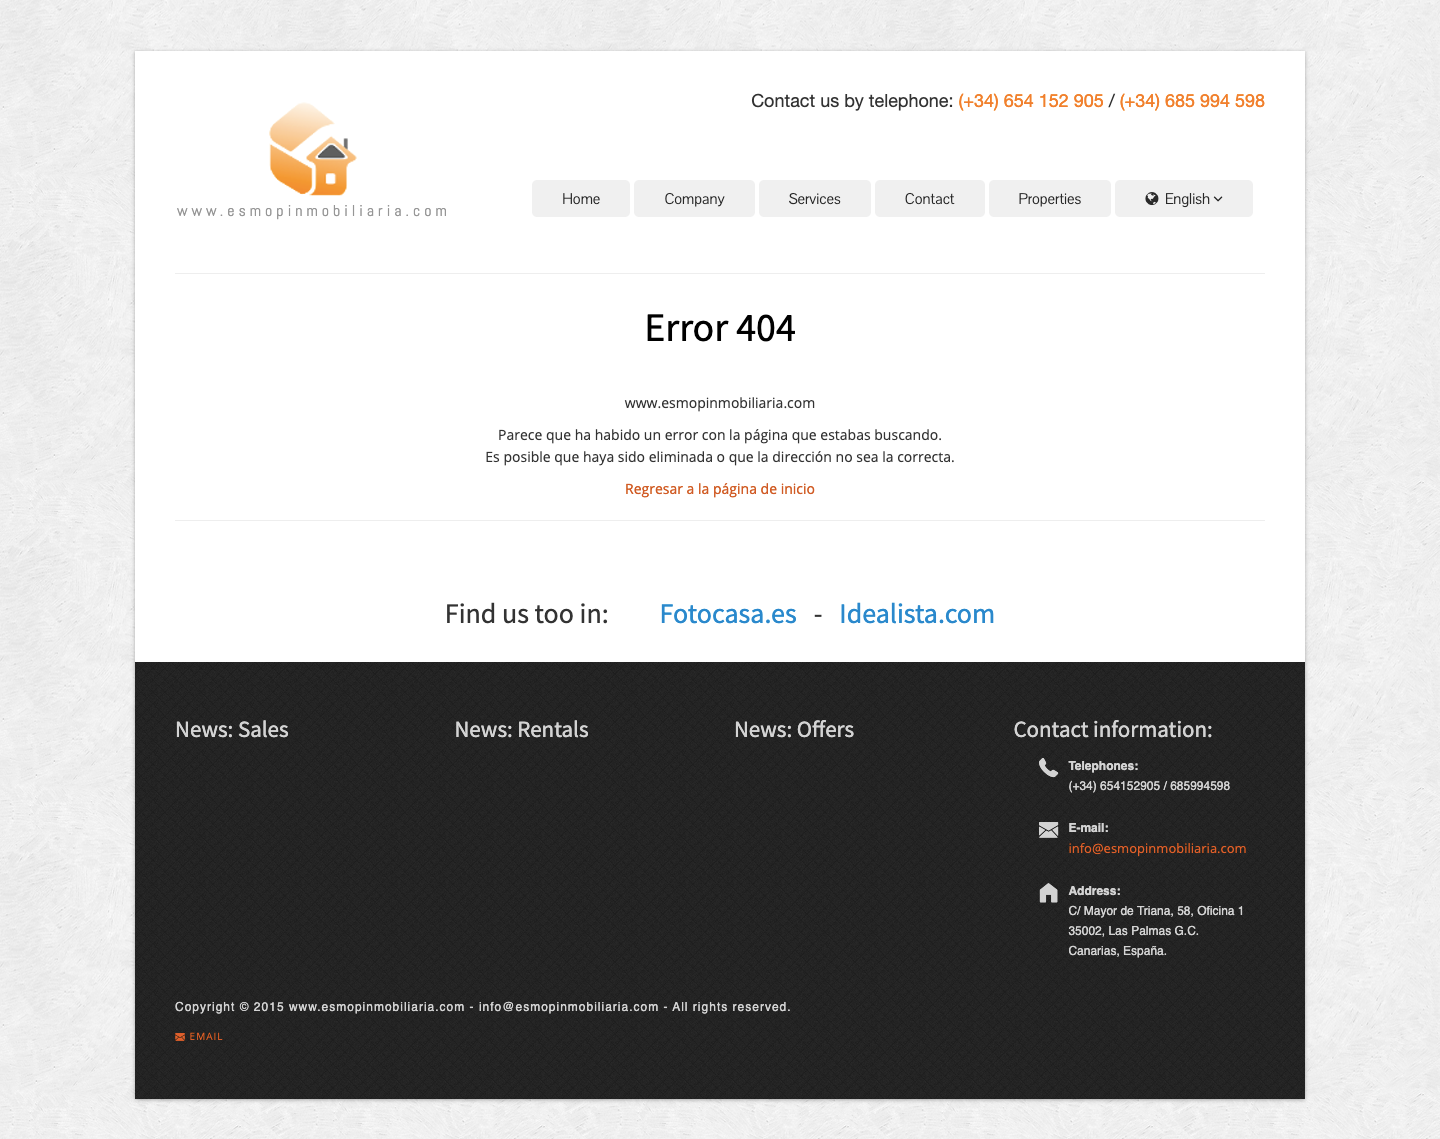 Contact us by telephone: (+34) 654 152 905 / (+34) 685 994 598
www.esmopinmobiliaria.com
Home
Company
Services
Contact
Properties
English
Error 404
www.esmopinmobiliaria.com
Parece que ha habido un error con la página que estabas buscando.
Es posible que haya sido eliminada o que la dirección no sea la correcta.
Regresar a la página de inicio
Find us too in: Fotocasa.es - Idealista.com
News: Sales
News: Rentals
News: Offers
Contact information:
Telephones:
(+34) 654152905 / 685994598
E-mail:
info@esmopinmobiliaria.com
Address:
C/ Mayor de Triana, 58, Oficina 1
35002, Las Palmas G.C.
Canarias, España.
Copyright © 2015 www.esmopinmobiliaria.com - info@esmopinmobiliaria.com - All rights reserved.
EMAIL